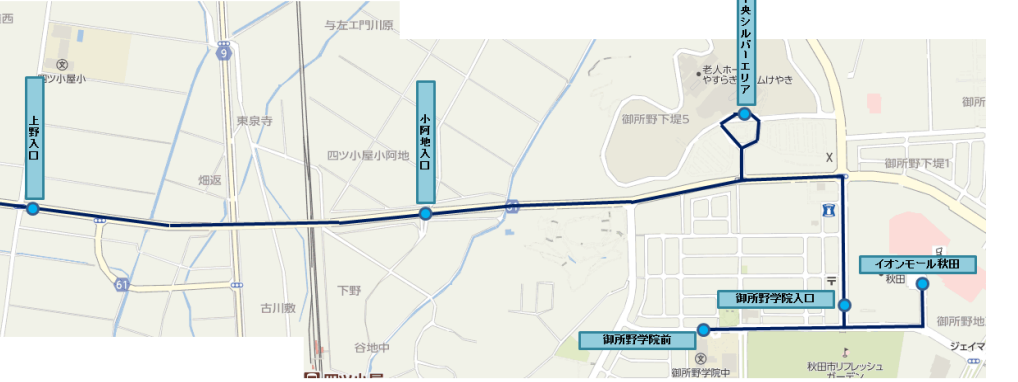 与左エ門川原
9
四ツ小屋小
上野入口
東泉寺
畑返
四ツ小屋小阿地
小阿地入口
老人ホー
やすらぎ
ムけやき
央シルバーエリア
御所野下堤5
御所
御所野下堤1
X
61
古川敷
下野
谷地中
四ツ小屋
イオンモール秋田
秋田
御所野学院入口
御所野学院前
御所野学院中
御所野地
ジェイマ
秋田市リフレッシュ
ガーデン